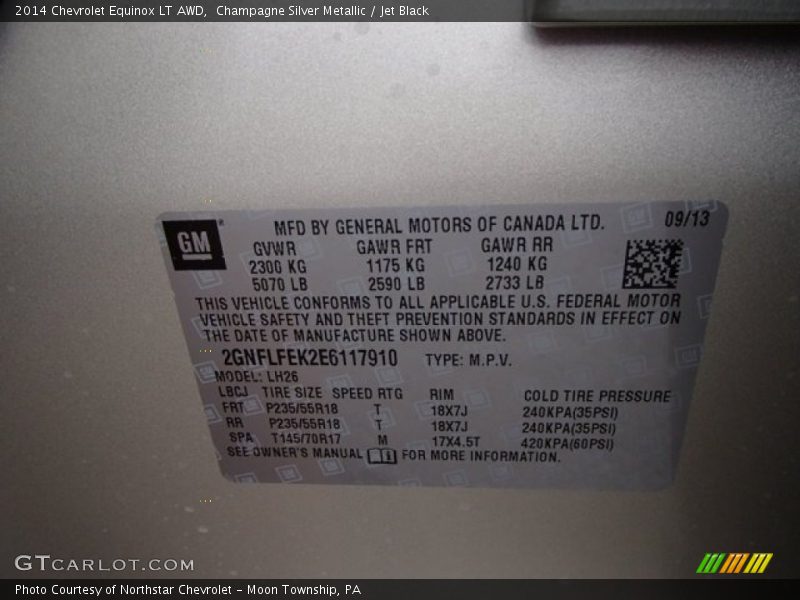 2014 Chevrolet Equinox LT AWD,  Champagne Silver Metallic / Jet Black
GM
MFD BY GENERAL MOTORS OF CANADA LTD. 09/13
GVWR GAWR FRT GAWR RR
2300 KG 1175 KG 1240 KG
5070 LB 2590 LB 2733 LB
THIS VEHICLE CONFORMS TO ALL APPLICABLE U.S. FEDERAL MOTOR
VEHICLE SAFETY AND THEFT PREVENTION STANDARDS IN EFFECT ON
THE DATE OF MANUFACTURE SHOWN ABOVE.
2GNFLFEK2E6117910 TYPE: M.P.V.
MODEL: LH26
LBCJ TIRE SIZE SPEED RTG RIM COLD TIRE PRESSURE
FRT P235/55R18 T 18X7J 240KPA(35PSI)
RR P235/55R18 T 18X7J 240KPA(35PSI)
SPA T145/70R17 M 17X4.5T 420KPA(60PSI)
SEE OWNER'S MANUAL FOR MORE INFORMATION.
GTCARLOT.COM
Photo Courtesy of Northstar Chevrolet - Moon Township, PA